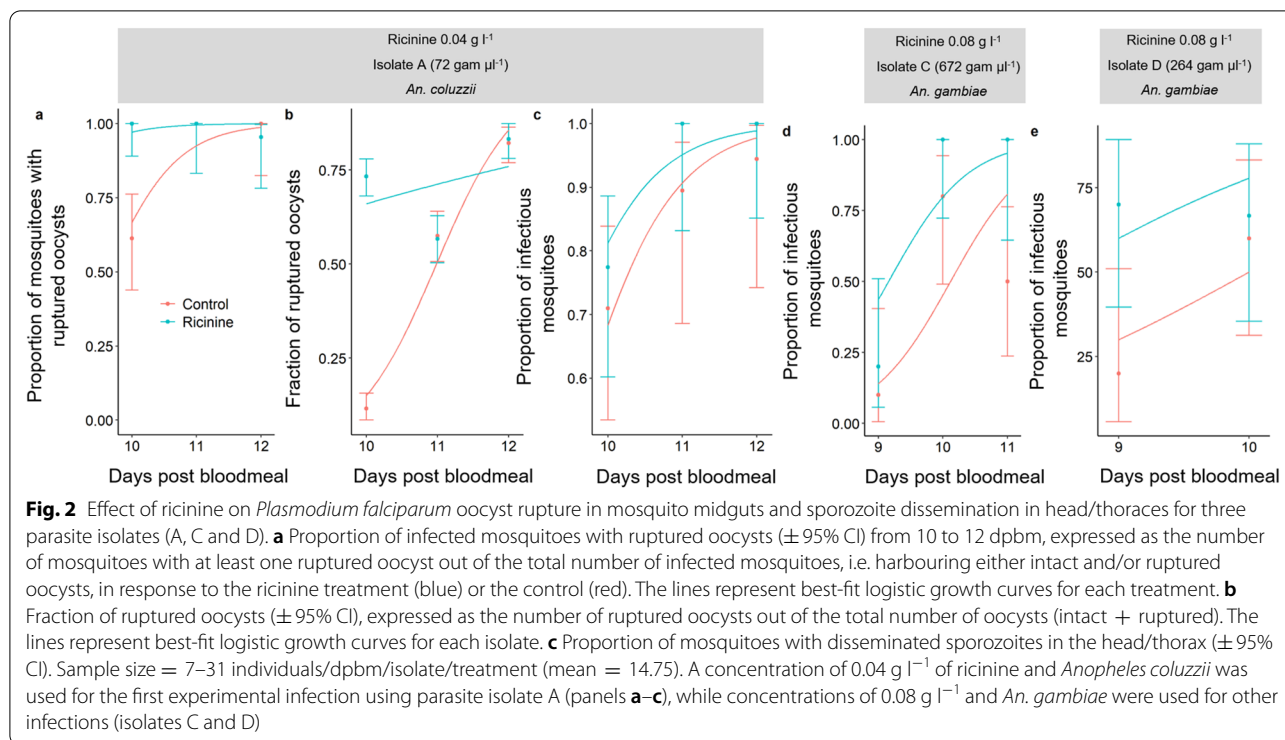 Ricinine 0.04 g l⁻¹
Isolate A (72 gam µl⁻¹)
An. coluzzii
Ricinine 0.08 g l⁻¹
Isolate C (672 gam µl⁻¹)
An. gambiae
Ricinine 0.08 g l⁻¹
Isolate D (264 gam µl⁻¹)
An. gambiae
a
Proportion of mosquitoes with
ruptured oocysts
1.00
0.75
0.50
0.25
0.00
Control
Ricinine
10
11
12
Days post bloodmeal
b
Fraction of ruptured oocysts
0.75
0.50
0.25
10
11
12
Days post bloodmeal
c
Proportion of infectious
mosquitoes
1.0
0.9
0.8
0.7
0.6
10
11
12
Days post bloodmeal
d
Proportion of infectious
mosquitoes
1.00
0.75
0.50
0.25
0.00
9
10
11
Days post bloodmeal
e
Proportion of infectious
mosquitoes
75
50
25
9
10
Days post bloodmeal
Fig. 2 Effect of ricinine on Plasmodium falciparum oocyst rupture in mosquito midguts and sporozoite dissemination in head/thoraces for three
parasite isolates (A, C and D). a Proportion of infected mosquitoes with ruptured oocysts (± 95% CI) from 10 to 12 dpbm, expressed as the number
of mosquitoes with at least one ruptured oocyst out of the total number of infected mosquitoes, i.e. harbouring either intact and/or ruptured
oocysts, in response to the ricinine treatment (blue) or the control (red). The lines represent best-fit logistic growth curves for each treatment. b
Fraction of ruptured oocysts (± 95% CI), expressed as the number of ruptured oocysts out of the total number of oocysts (intact + ruptured). The
lines represent best-fit logistic growth curves for each isolate. c Proportion of mosquitoes with disseminated sporozoites in the head/thorax (± 95%
CI). Sample size = 7–31 individuals/dpbm/isolate/treatment (mean = 14.75). A concentration of 0.04 g l⁻¹ of ricinine and Anopheles coluzzii was
used for the first experimental infection using parasite isolate A (panels a–c), while concentrations of 0.08 g l⁻¹ and An. gambiae were used for other
infections (isolates C and D)